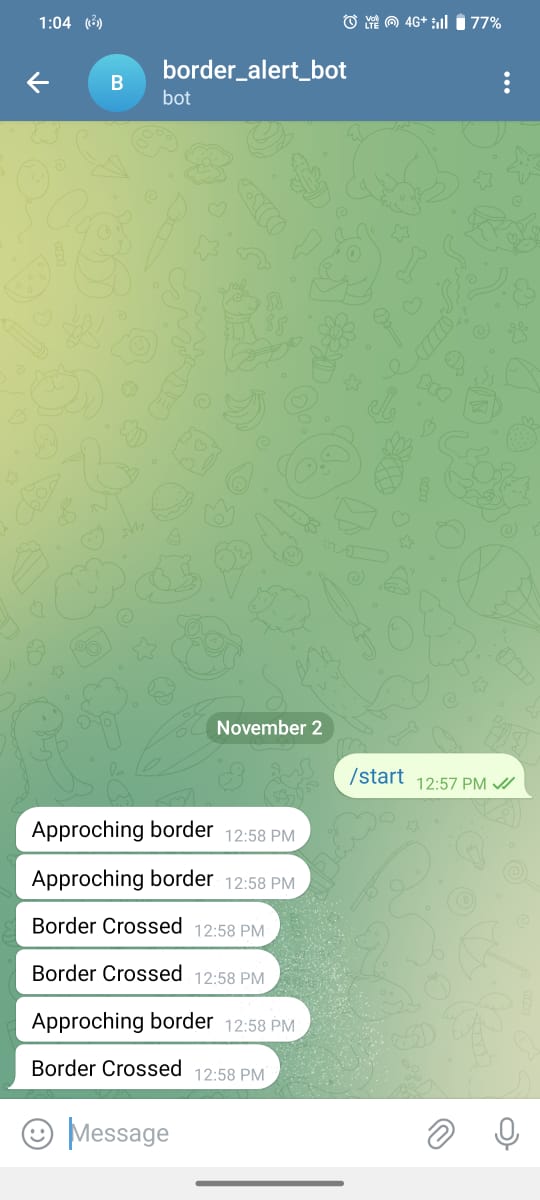 1:04 2 Vo) LTE 4G+ 77%
B
border_alert_bot
bot
November 2
/start 12:57 PM
Approching border 12:58 PM
Approching border 12:58 PM
Border Crossed 12:58 PM
Border Crossed 12:58 PM
Approching border 12:58 PM
Border Crossed 12:58 PM
Message